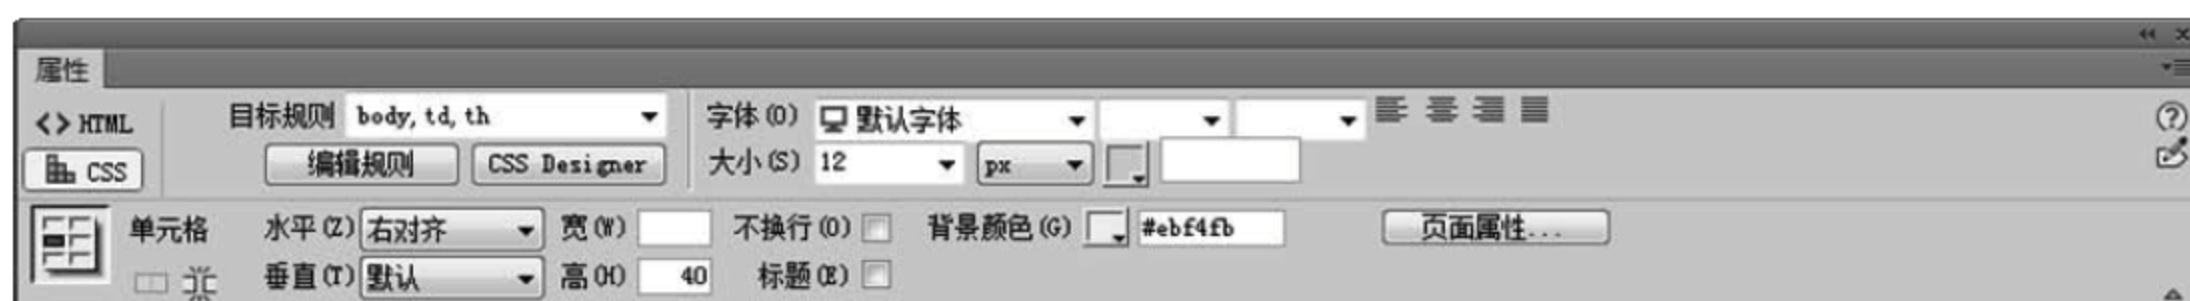 属性
<> HTML 目标规则 body, td, th 字体(O) 默认字体
CSS 编辑规则 CSS Designer 大小(S) 12 px
单元格 水平(Z) 右对齐 宽(W) 不换行(O) 背景颜色(G) #ebf4fb 页面属性...
垂直(T) 默认 高(H) 40 标题(E)